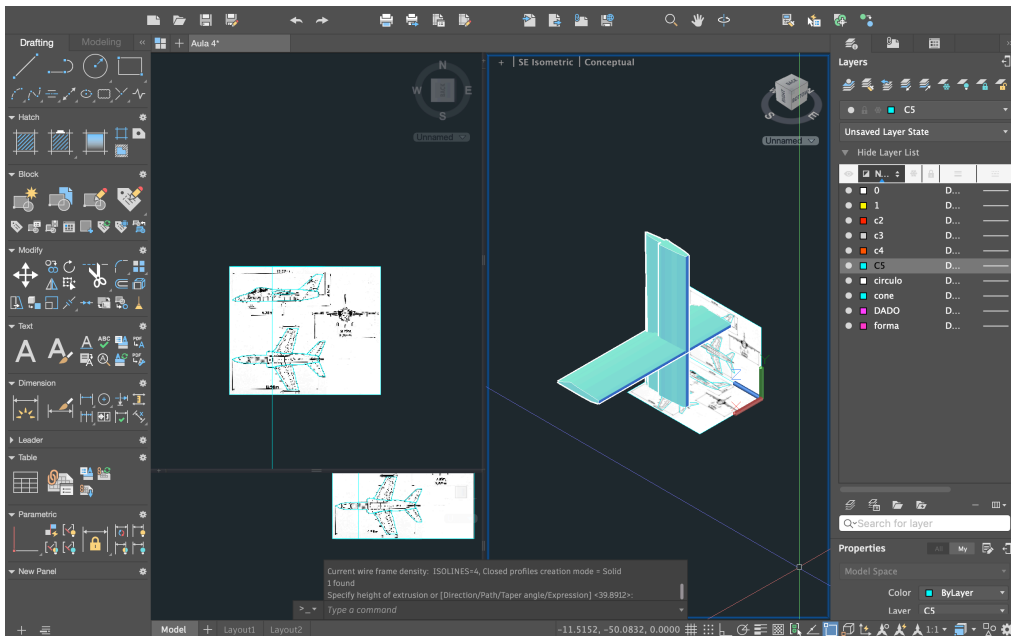 Drafting
Modeling
Aula 4*
Hatch
Block
Modify
Text
ABC
PDF
A
A
A
A
PDF
Dimension
Leader
Table
Parametric
New Panel
N
W
E
S
Unnamed
+ | SE Isometric | Conceptual
S
E
Unnamed
Current wire frame density: ISOLINES=4, Closed profiles creation mode = Solid
1 found
Specify height of extrusion or [Direction/Path/Taper angle/Expression] <39.8912>:
>_ Type a command
Model
Layout1
Layout2
-11.5152, -50.0832, 0.0000
1:1
Layers
C5
Unsaved Layer State
Hide Layer List
N...
0 D...
1 D...
c2 D...
c3 D...
c4 D...
C5 D...
circulo D...
cone D...
DADO D...
forma D...
Search for layer
Properties
All
My
Model Space
Color ByLayer
Layer C5